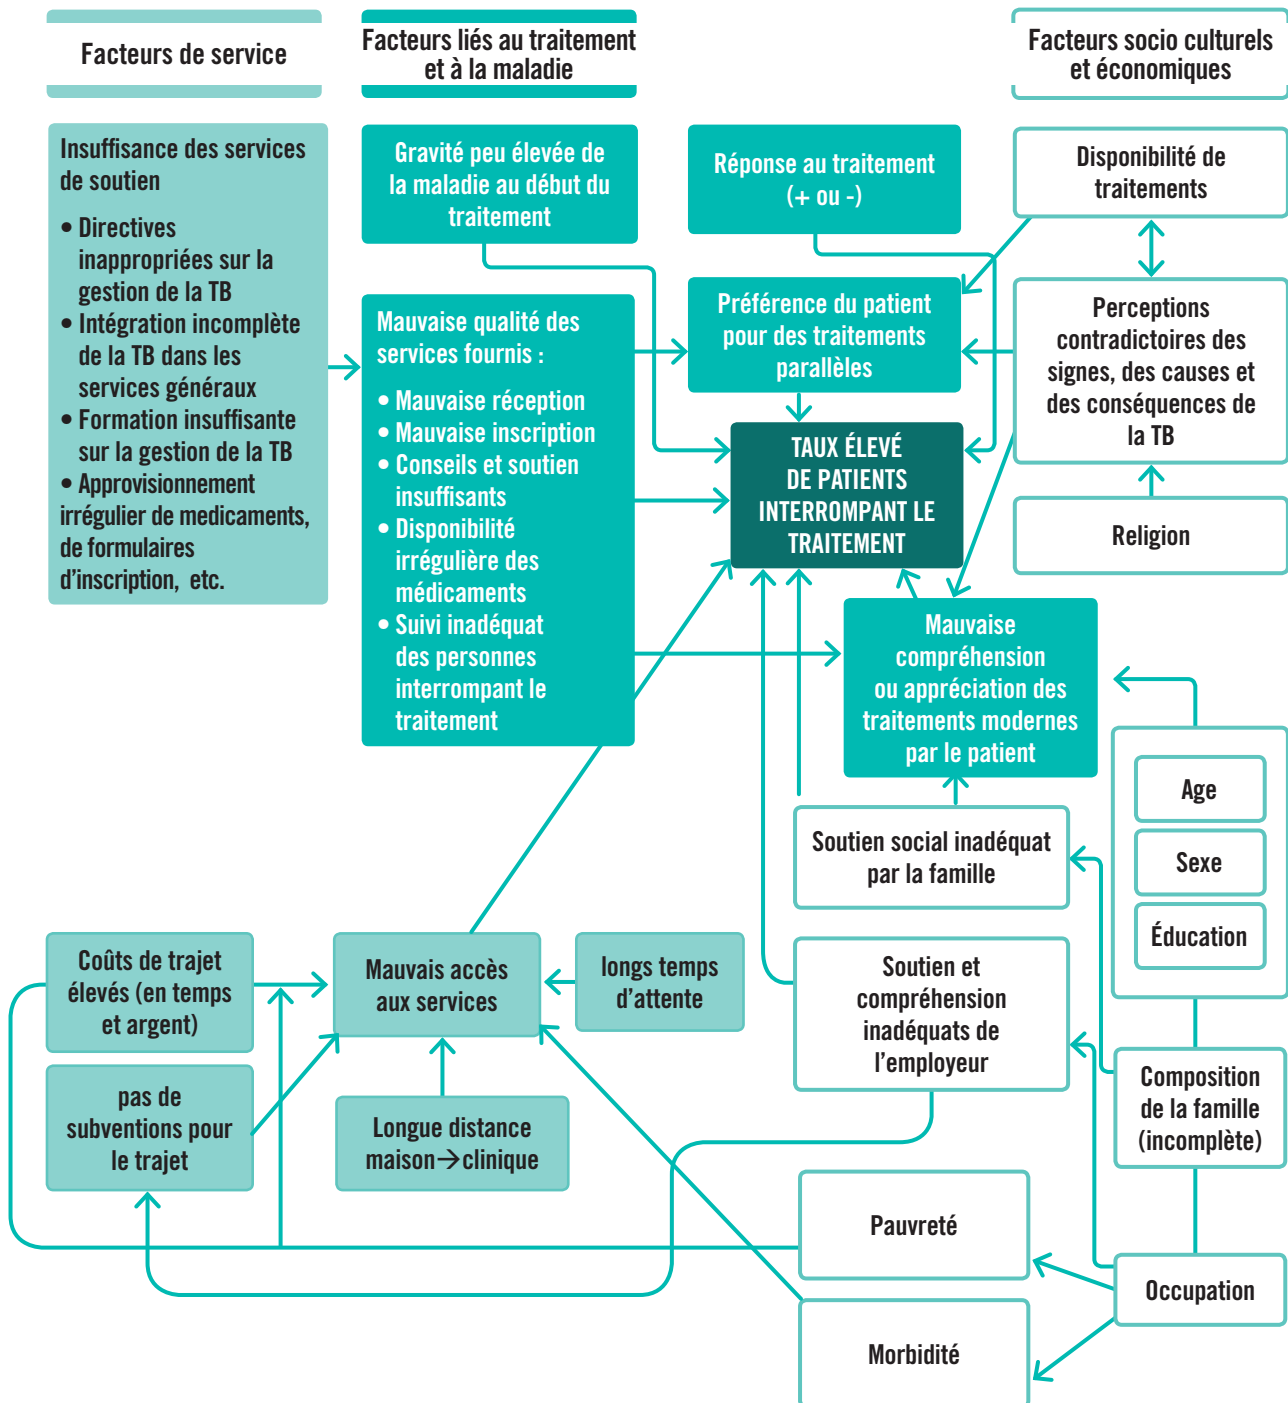 Facteurs de service
Facteurs liés au traitement
et à la maladie
Facteurs socio culturels
et économiques
Insuffisance des services
de soutien
• Directives
inappropriées sur la
gestion de la TB
• Intégration incomplète
de la TB dans les
services généraux
• Formation insuffisante
sur la gestion de la TB
• Approvisionnement
irrégulier de medicaments,
de formulaires
d’inscription, etc.
Gravité peu élevée de
la maladie au début du
traitement
Réponse au traitement
(+ ou -)
Disponibilité de
traitements
Mauvaise qualité des
services fournis :
• Mauvaise réception
• Mauvaise inscription
• Conseils et soutien
insuffisants
• Disponibilité
irrégulière des
médicaments
• Suivi inadéquat
des personnes
interrompant le
traitement
Préférence du patient
pour des traitements
parallèles
Perceptions
contradictoires des
signes, des causes et
des conséquences de
la TB
TAUX ÉLEVÉ
DE PATIENTS
INTERROMPANT LE
TRAITEMENT
Religion
Mauvaise
compréhension
ou appréciation des
traitements modernes
par le patient
Age
Sexe
Éducation
Soutien social inadéquat
par la famille
Coûts de trajet
élevés (en temps
et argent)
Mauvais accès
aux services
longs temps
d’attente
Soutien et
compréhension
inadéquats de
l’employeur
pas de
subventions pour
le trajet
Longue distance
maison→clinique
Composition
de la famille
(incomplète)
Pauvreté
Occupation
Morbidité